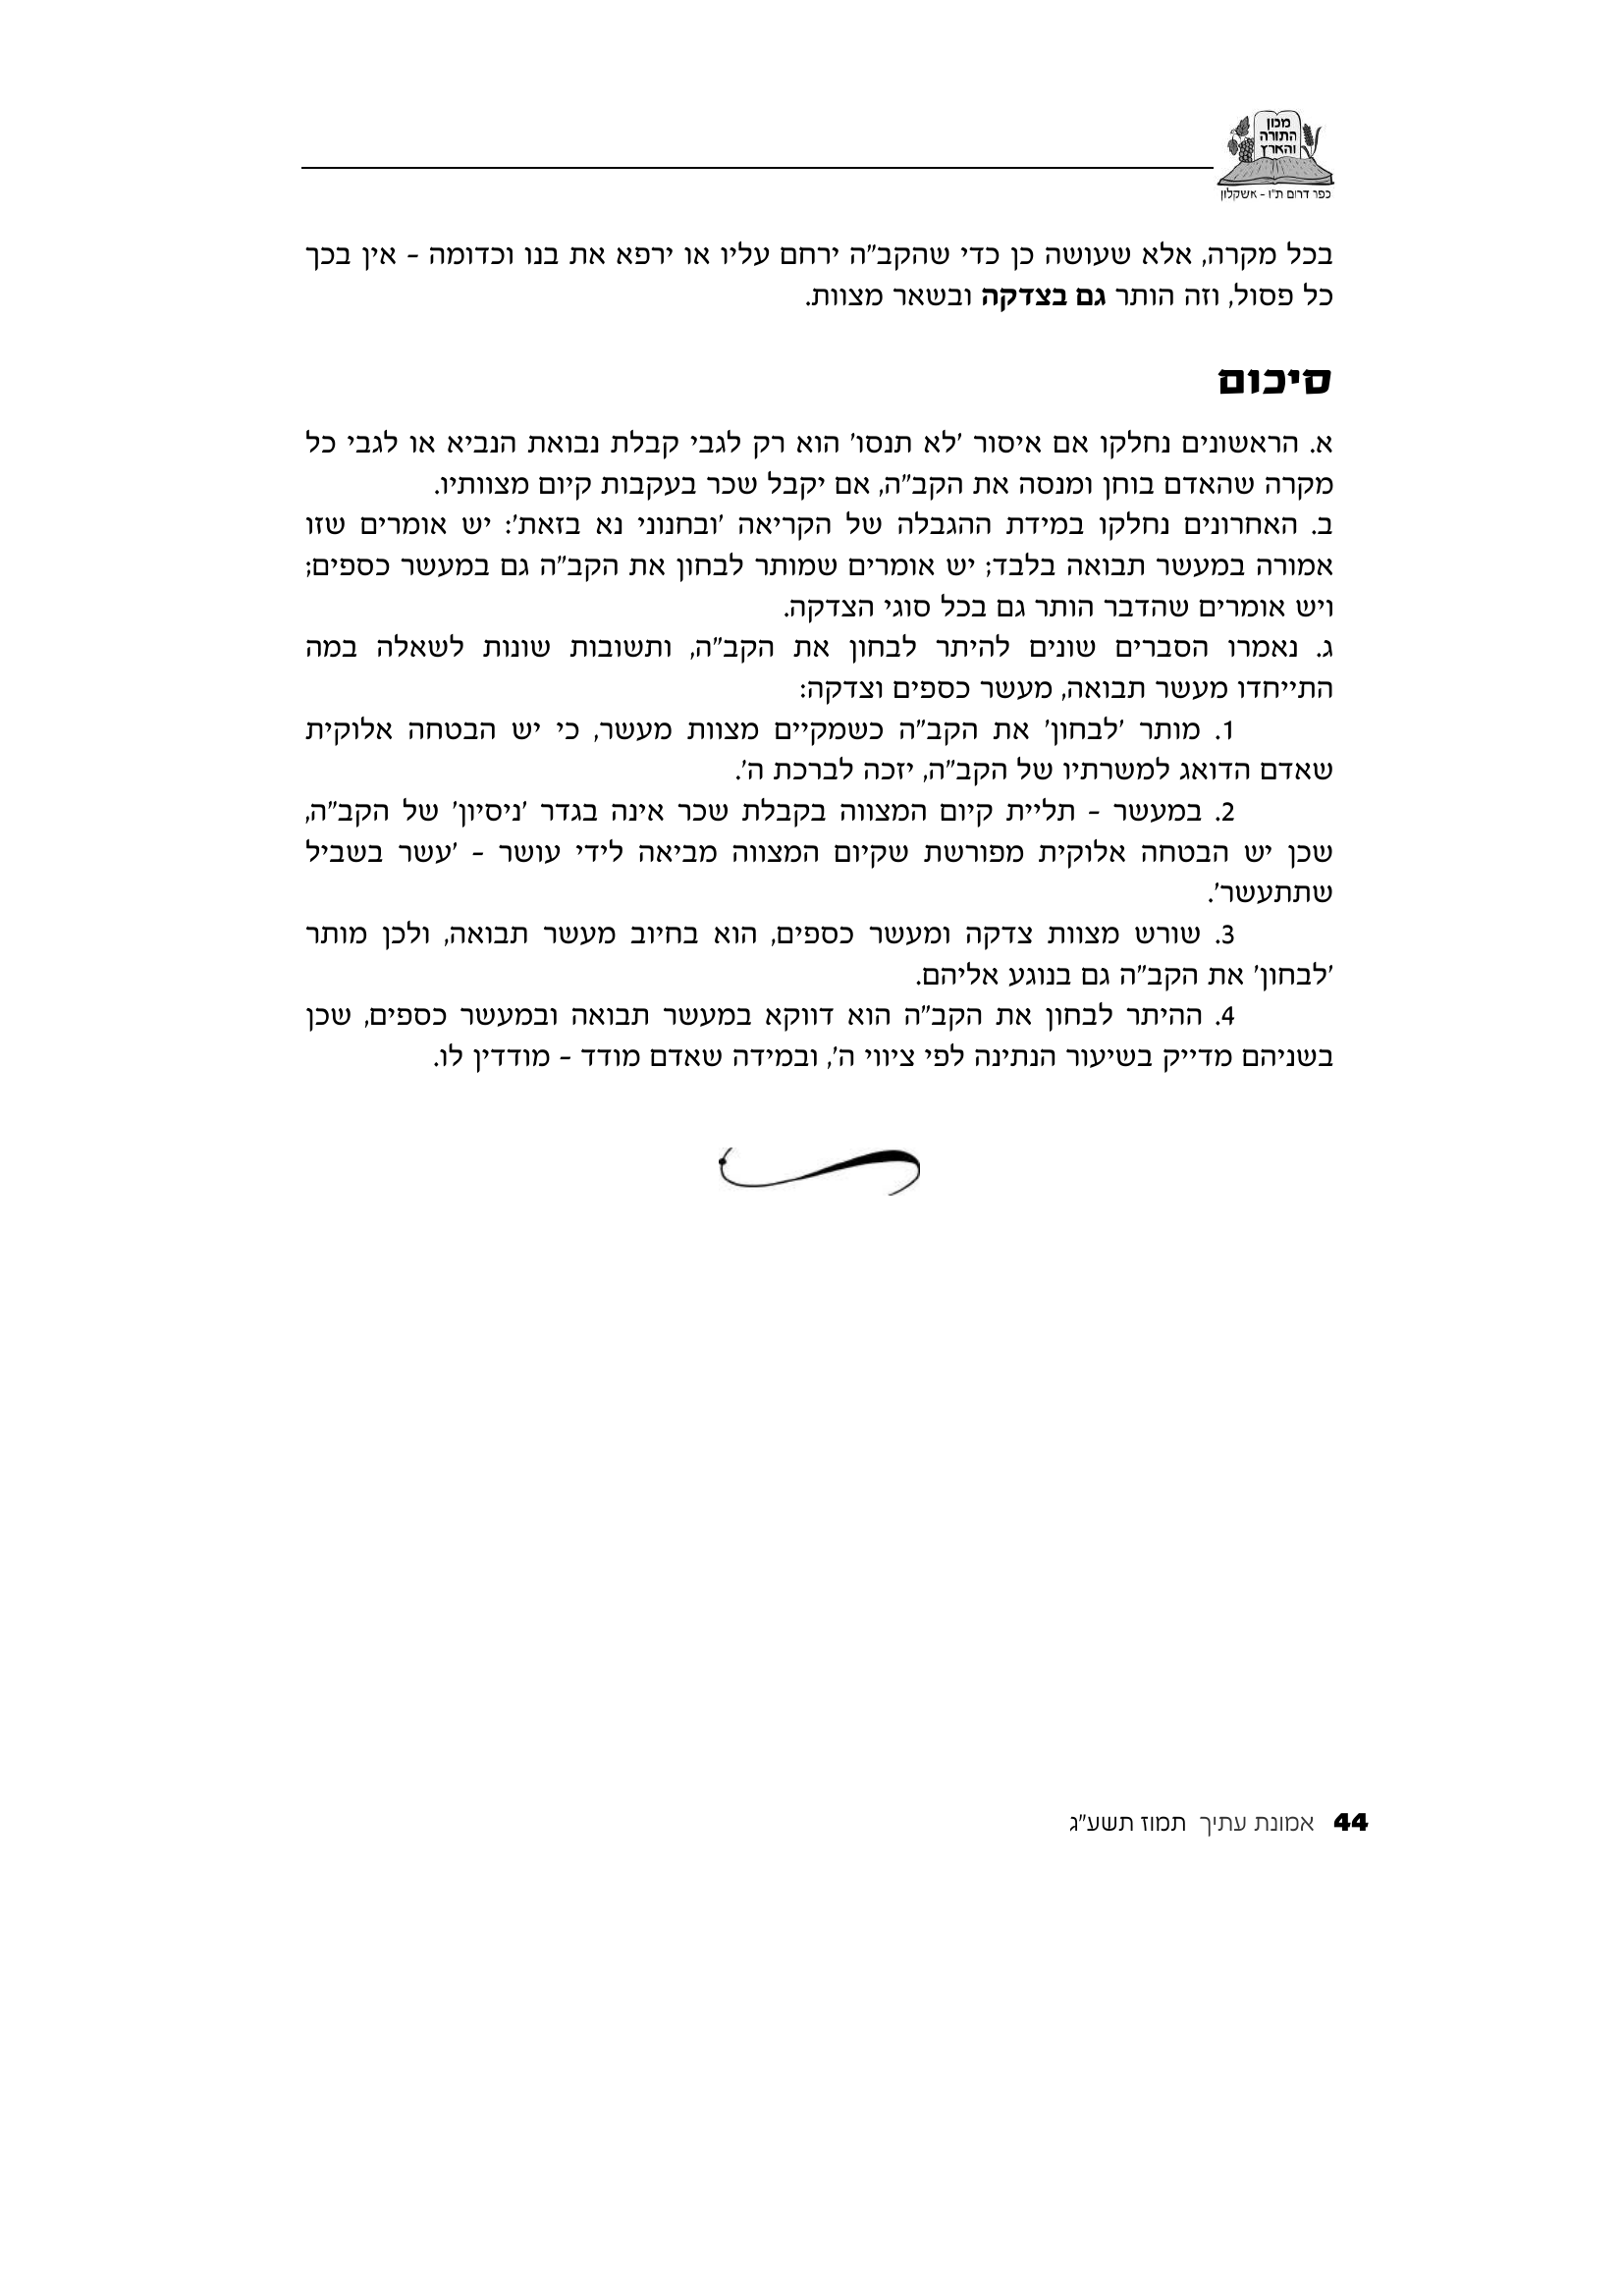 מכון
התורה
והארץ
כפר דרום ת"ו - אשקלון
בכל מקרה, אלא שעושה כן כדי שהקב"ה ירחם עליו או ירפא את בנו וכדומה – אין בכך
כל פסול, וזה הותר גם בצדקה ובשאר מצוות.
סיכום
א. הראשונים נחלקו אם איסור 'לא תנסו' הוא רק לגבי קבלת נבואת הנביא או לגבי כל
מקרה שהאדם בוחן ומנסה את הקב"ה, אם יקבל שכר בעקבות קיום מצוותיו.
ב. האחרונים נחלקו במידת ההגבלה של הקריאה 'ובחנוני נא בזאת': יש אומרים שזו
אמורה במעשר תבואה בלבד; יש אומרים שמותר לבחון את הקב"ה גם במעשר כספים;
ויש אומרים שהדבר הותר גם בכל סוגי הצדקה.
ג. נאמרו הסברים שונים להיתר לבחון את הקב"ה, ותשובות שונות לשאלה במה
התייחדו מעשר תבואה, מעשר כספים וצדקה:
1. מותר 'לבחון' את הקב"ה כשמקיים מצוות מעשר, כי יש הבטחה אלוקית
שאדם הדואג למשרתיו של הקב"ה, יזכה לברכת ה'.
2. במעשר – תליית קיום המצווה בקבלת שכר אינה בגדר 'ניסיון' של הקב"ה,
שכן יש הבטחה אלוקית מפורשת שקיום המצווה מביאה לידי עושר – 'עשר בשביל
שתתעשר'.
3. שורש מצוות צדקה ומעשר כספים, הוא בחיוב מעשר תבואה, ולכן מותר
'לבחון' את הקב"ה גם בנוגע אליהם.
4. ההיתר לבחון את הקב"ה הוא דווקא במעשר תבואה ובמעשר כספים, שכן
בשניהם מדייק בשיעור הנתינה לפי ציווי ה', ובמידה שאדם מודד – מודדין לו.
44 אמונת עתיך תמוז תשע"ג